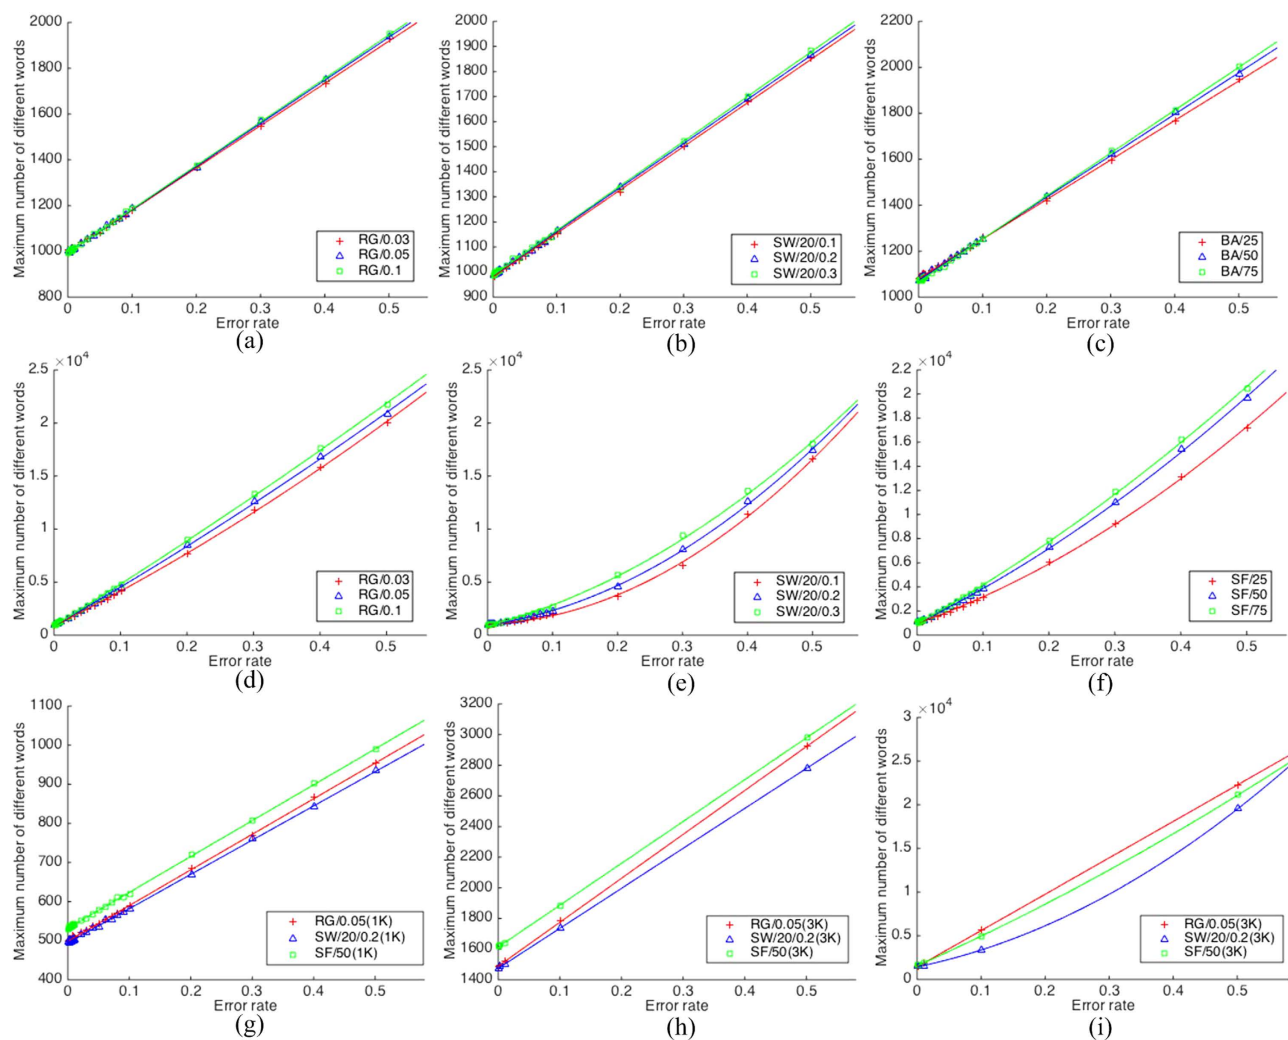 Maximum number of different words
2000
1800
1600
1400
1200
1000
800
0 0.1 0.2 0.3 0.4 0.5
Error rate
RG/0.03
RG/0.05
RG/0.1
(a)
Maximum number of different words
2000
1900
1800
1700
1600
1500
1400
1300
1200
1100
1000
900
0 0.1 0.2 0.3 0.4 0.5
Error rate
SW/20/0.1
SW/20/0.2
SW/20/0.3
(b)
Maximum number of different words
2200
2000
1800
1600
1400
1200
1000
0 0.1 0.2 0.3 0.4 0.5
Error rate
BA/25
BA/50
BA/75
(c)
Maximum number of different words
×10⁴
2.5
2
1.5
1
0.5
0
0 0.1 0.2 0.3 0.4 0.5
Error rate
RG/0.03
RG/0.05
RG/0.1
(d)
Maximum number of different words
×10⁴
2.5
2
1.5
1
0.5
0
0 0.1 0.2 0.3 0.4 0.5
Error rate
SW/20/0.1
SW/20/0.2
SW/20/0.3
(e)
Maximum number of different words
×10⁴
2.2
2
1.8
1.6
1.4
1.2
1
0.8
0.6
0.4
0.2
0
0 0.1 0.2 0.3 0.4 0.5
Error rate
SF/25
SF/50
SF/75
(f)
Maximum number of different words
1100
1000
900
800
700
600
500
400
0 0.1 0.2 0.3 0.4 0.5
Error rate
RG/0.05(1K)
SW/20/0.2(1K)
SF/50(1K)
(g)
Maximum number of different words
3200
3000
2800
2600
2400
2200
2000
1800
1600
1400
0 0.1 0.2 0.3 0.4 0.5
Error rate
RG/0.05(3K)
SW/20/0.2(3K)
SF/50(3K)
(h)
Maximum number of different words
×10⁴
3
2.5
2
1.5
1
0.5
0
0 0.1 0.2 0.3 0.4 0.5
Error rate
RG/0.05(3K)
SW/20/0.2(3K)
SF/50(3K)
(i)